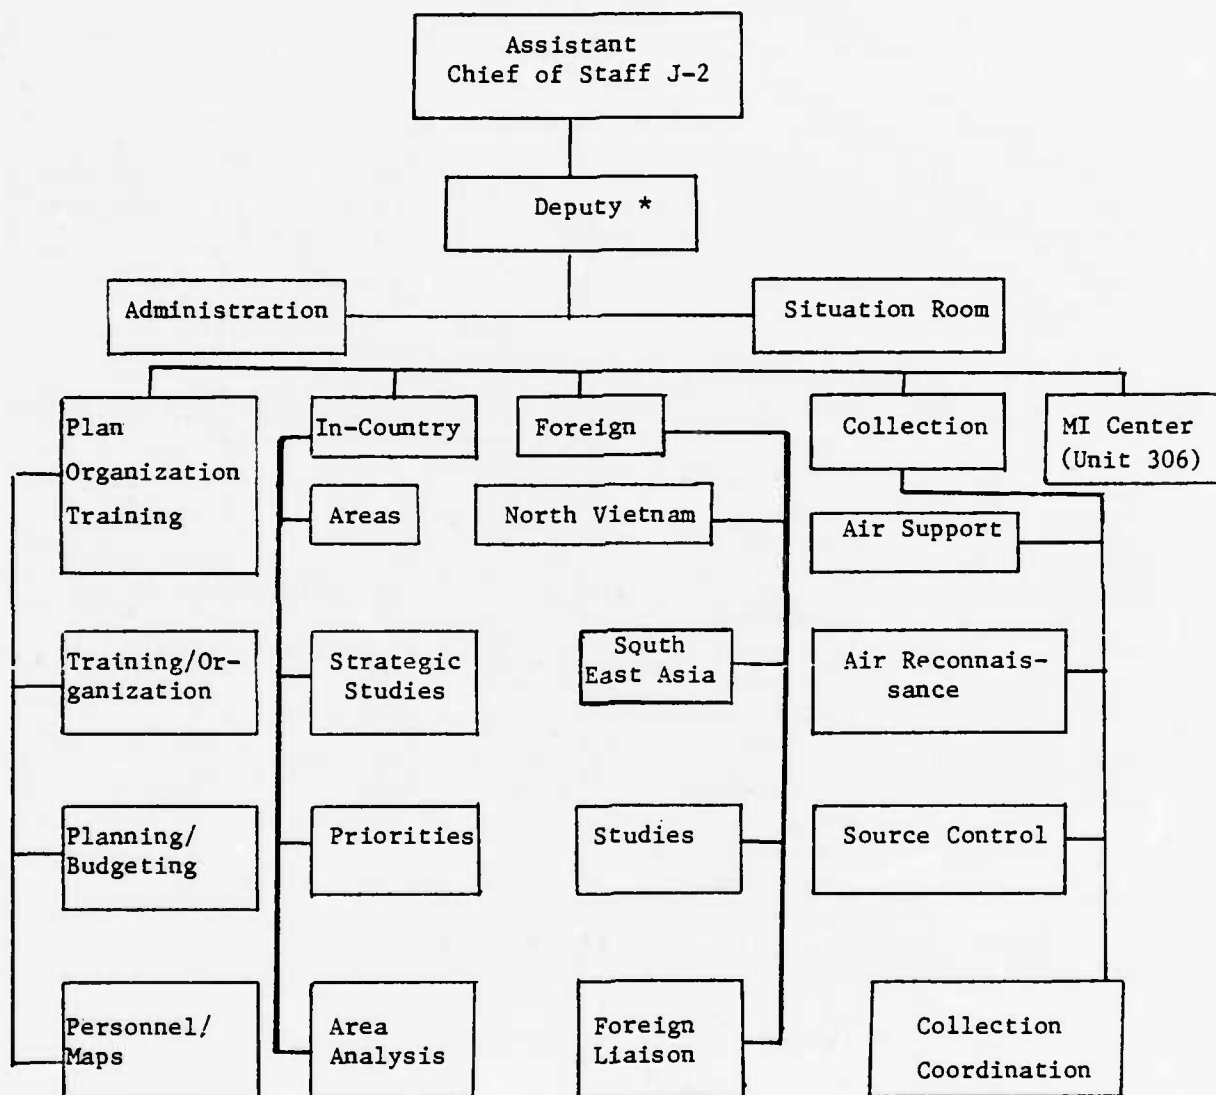 Assistant
Chief of Staff J-2
Deputy *
Administration
Situation Room
Plan
Organization
Training
In-Country
Foreign
Collection
MI Center
(Unit 306)
Areas
North Vietnam
Air Support
Training/Or-
ganization
Strategic
Studies
South
East Asia
Air Reconnais-
sance
Planning/
Budgeting
Priorities
Studies
Source Control
Personnel/
Maps
Area
Analysis
Foreign
Liaison
Collection
Coordination